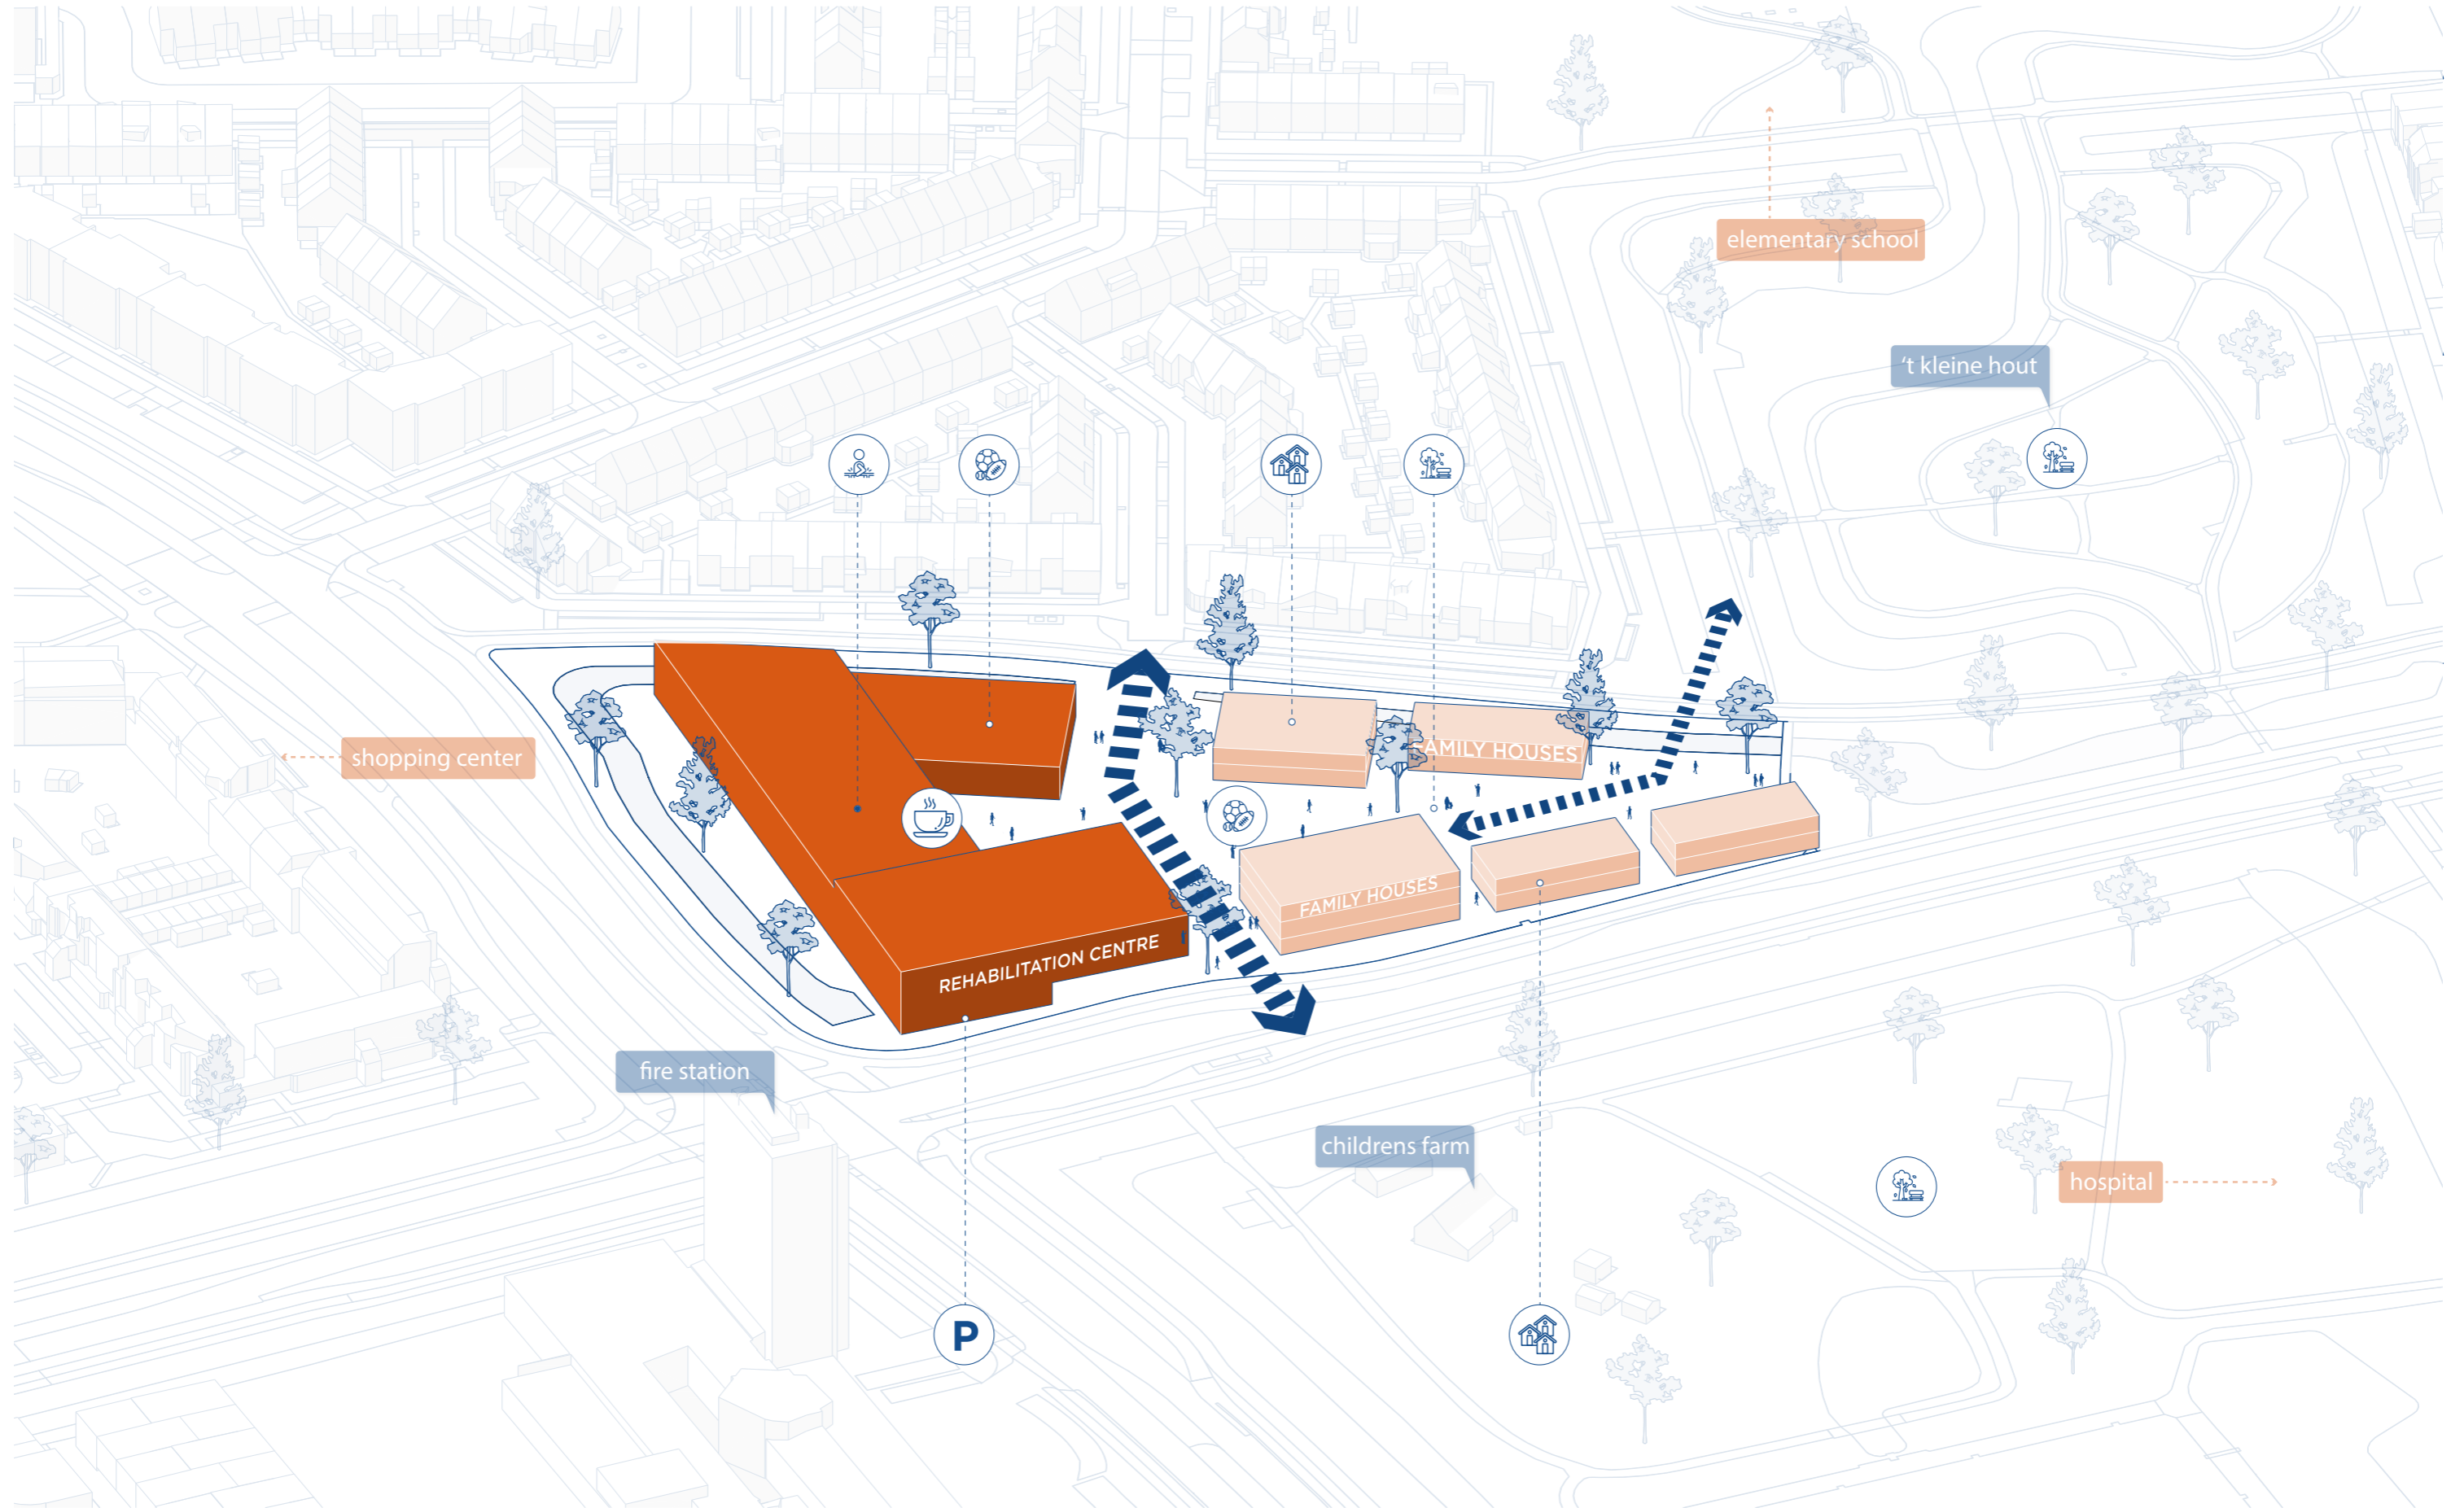 elementary school
't kleine hout
shopping center
FAMILY HOUSES
FAMILY HOUSES
REHABILITATION CENTRE
fire station
childrens farm
hospital
P